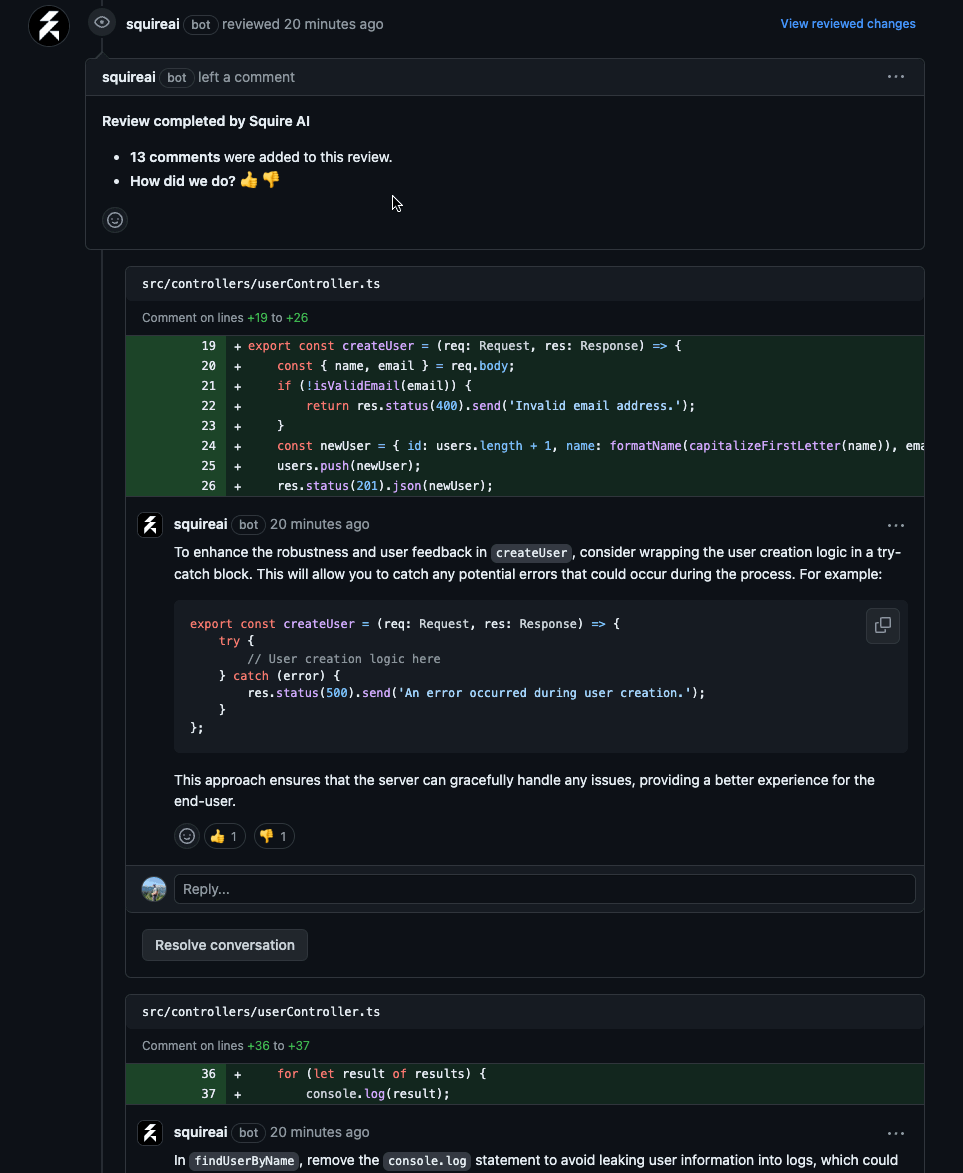 squireai bot reviewed 20 minutes ago View reviewed changes
squireai bot left a comment ...
Review completed by Squire AI
• 13 comments were added to this review.
• How did we do? 👍 👎
src/controllers/userController.ts
Comment on lines +19 to +26
19 + export const createUser = (req: Request, res: Response) => {
20 +     const { name, email } = req.body;
21 +     if (!isValidEmail(email)) {
22 +         return res.status(400).send('Invalid email address.');
23 +     }
24 +     const newUser = { id: users.length + 1, name: formatName(capitalizeFirstLetter(name)), ema
25 +     users.push(newUser);
26 +     res.status(201).json(newUser);
squireai bot 20 minutes ago ...
To enhance the robustness and user feedback in createUser, consider wrapping the user creation logic in a try-
catch block. This will allow you to catch any potential errors that could occur during the process. For example:
export const createUser = (req: Request, res: Response) => {
    try {
        // User creation logic here
    } catch (error) {
        res.status(500).send('An error occurred during user creation.');
    }
};
This approach ensures that the server can gracefully handle any issues, providing a better experience for the
end-user.
👍 1 👎 1
Reply...
Resolve conversation
src/controllers/userController.ts
Comment on lines +36 to +37
36 +     for (let result of results) {
37 +         console.log(result);
squireai bot 20 minutes ago ...
In findUserByName, remove the console.log statement to avoid leaking user information into logs, which could